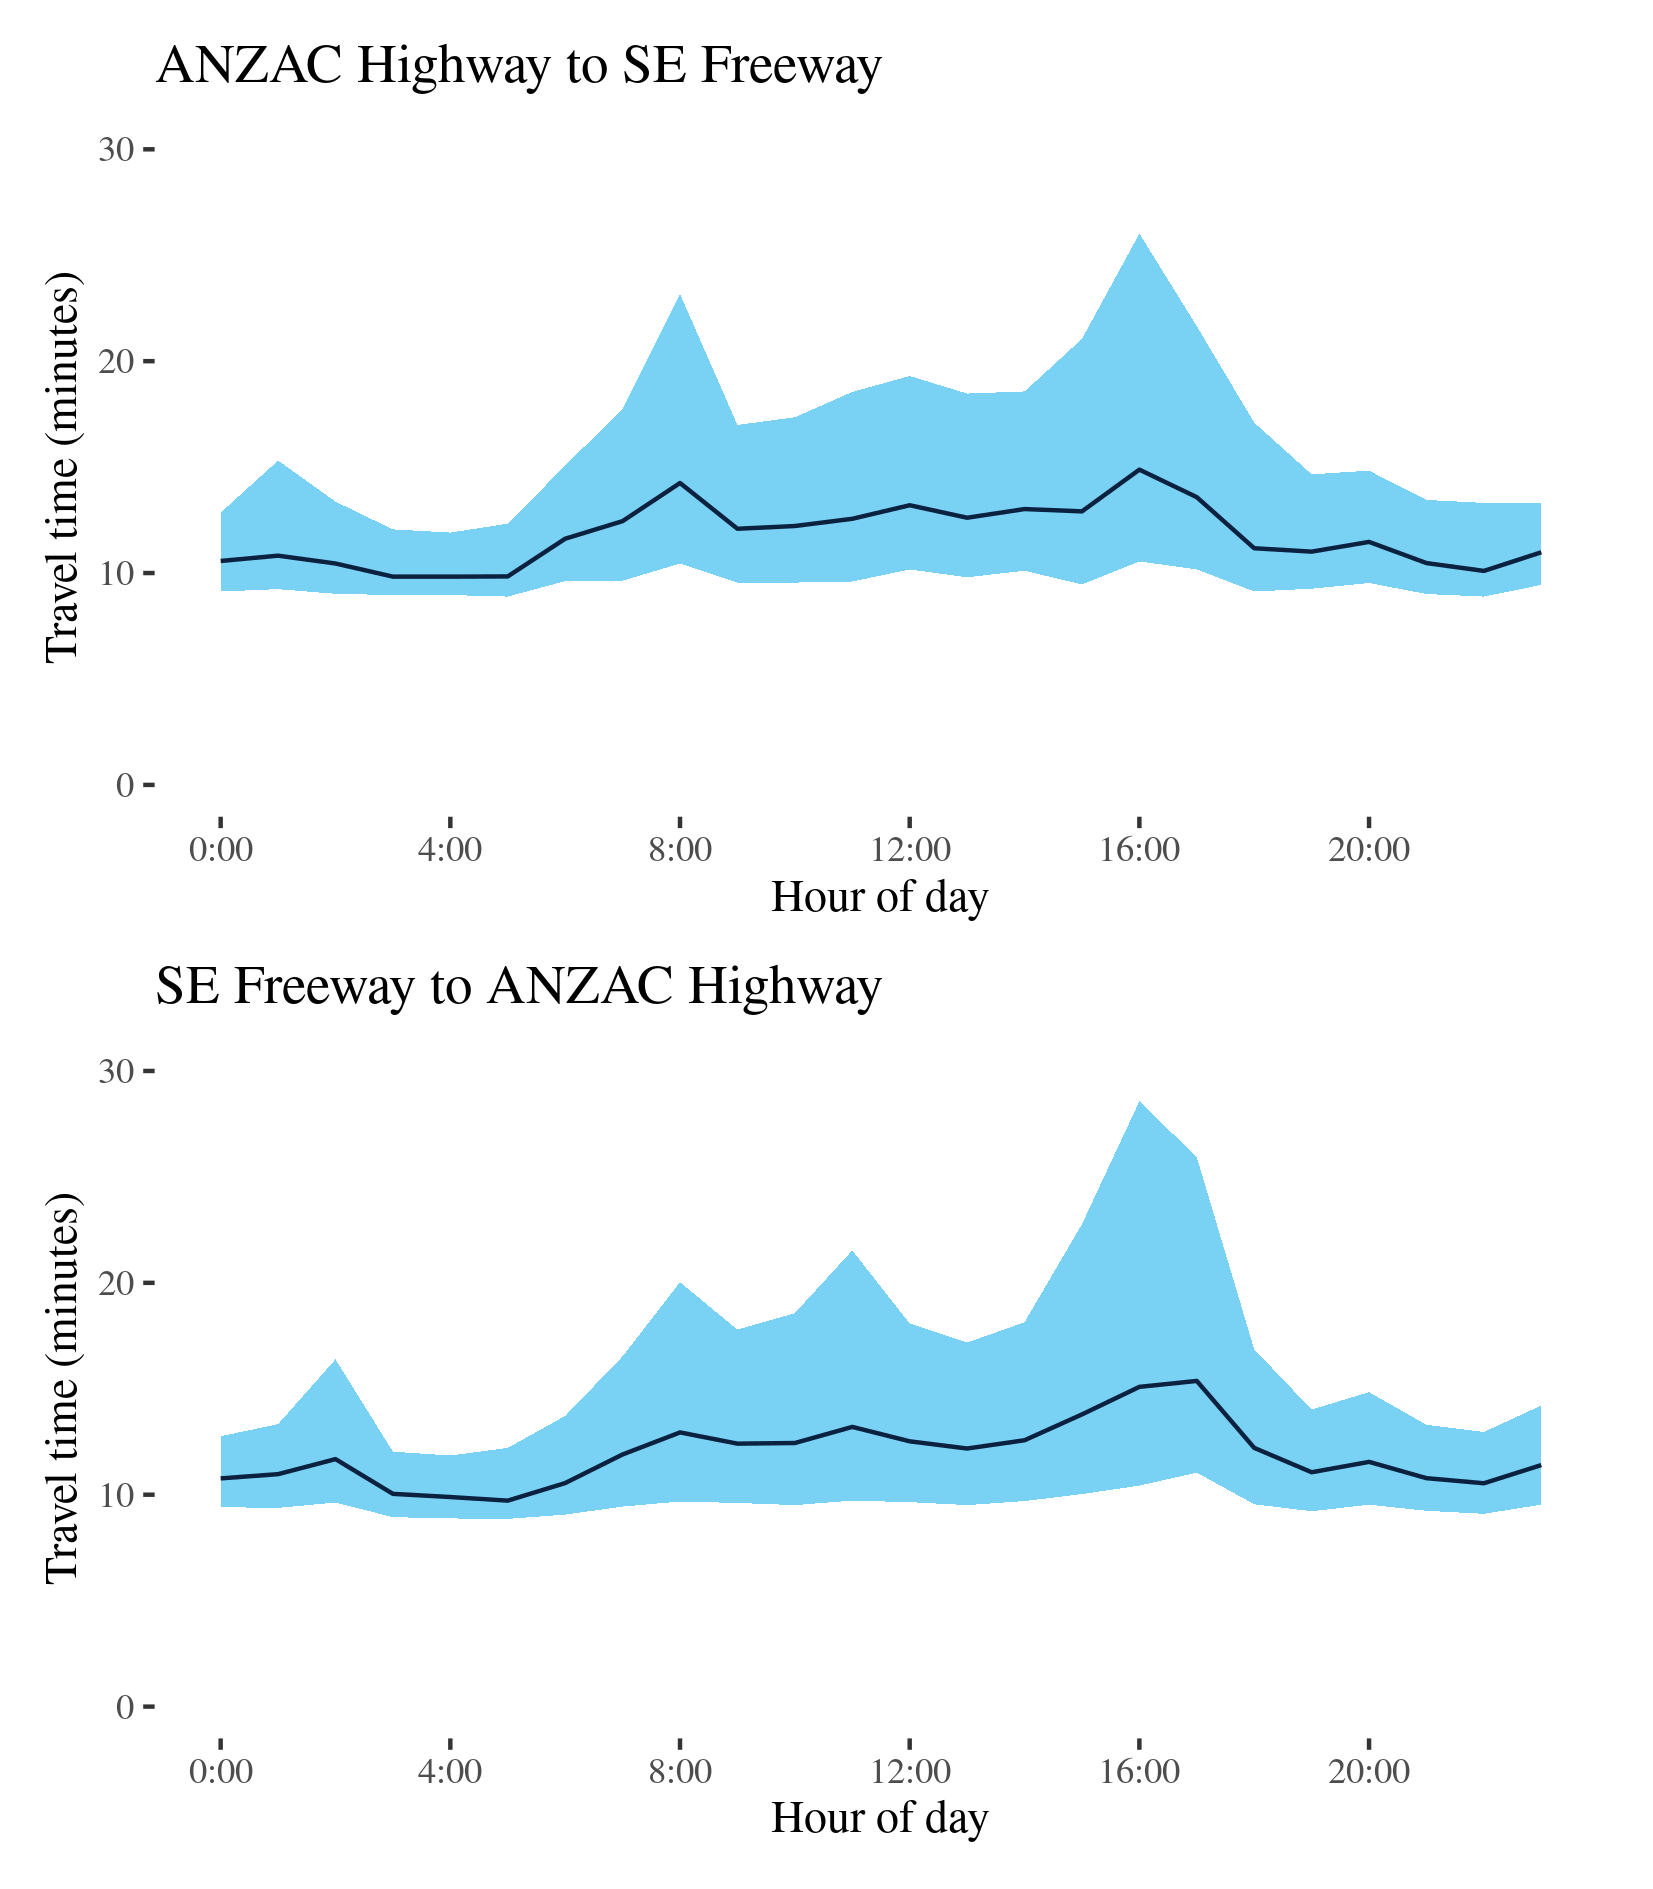 ANZAC Highway to SE Freeway
30
20
10
0
Travel time (minutes)
0:00 4:00 8:00 12:00 16:00 20:00
Hour of day
SE Freeway to ANZAC Highway
30
20
10
0
Travel time (minutes)
0:00 4:00 8:00 12:00 16:00 20:00
Hour of day